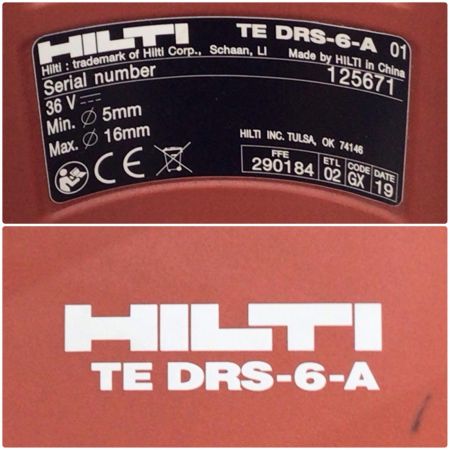 HILTI TE DRS-6-A 01
Hilti : trademark of Hilti Corp., Schaan, LI Made by HILTI in China
Serial number 125671
36 V
Min. Ø 5mm
Max. Ø 16mm
HILTI INC. TULSA, OK 74146
FFE ETL CODE DATE
290184 02 GX 19
CE
HILTI
TE DRS-6-A